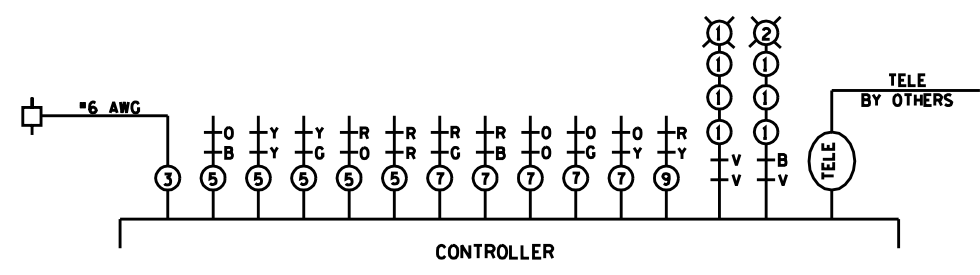 1 2
1 1
TELE
1 1
"6 AWG
BY OTHERS
O Y Y R R R R O O O R 1 1
B Y G O R G B O G Y Y V B
TELE
3 5 5 5 5 5 7 7 7 7 7 9 V V
CONTROLLER